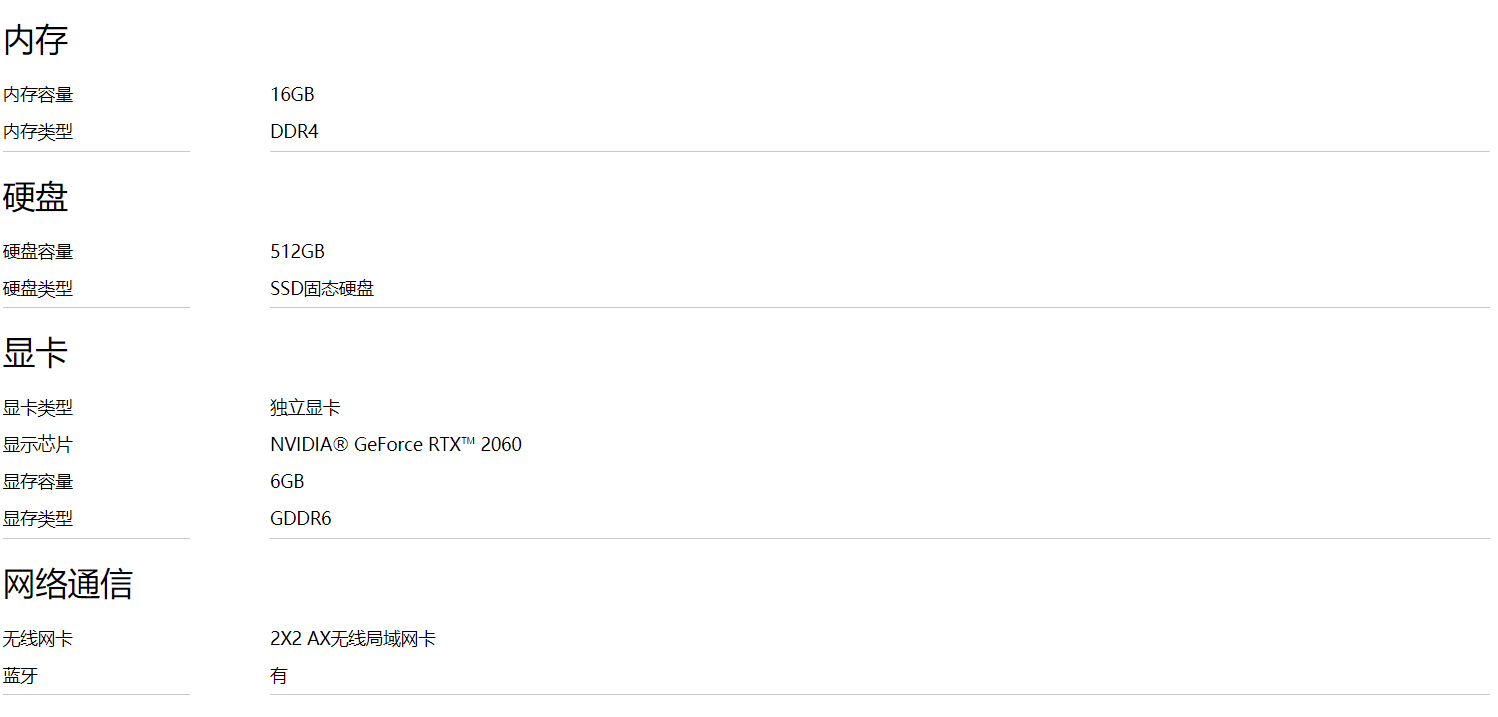 内存
内存容量 16GB
内存类型 DDR4
硬盘
硬盘容量 512GB
硬盘类型 SSD固态硬盘
显卡
显卡类型 独立显卡
显示芯片 NVIDIA® GeForce RTX™ 2060
显存容量 6GB
显存类型 GDDR6
网络通信
无线网卡 2X2 AX无线局域网卡
蓝牙 有